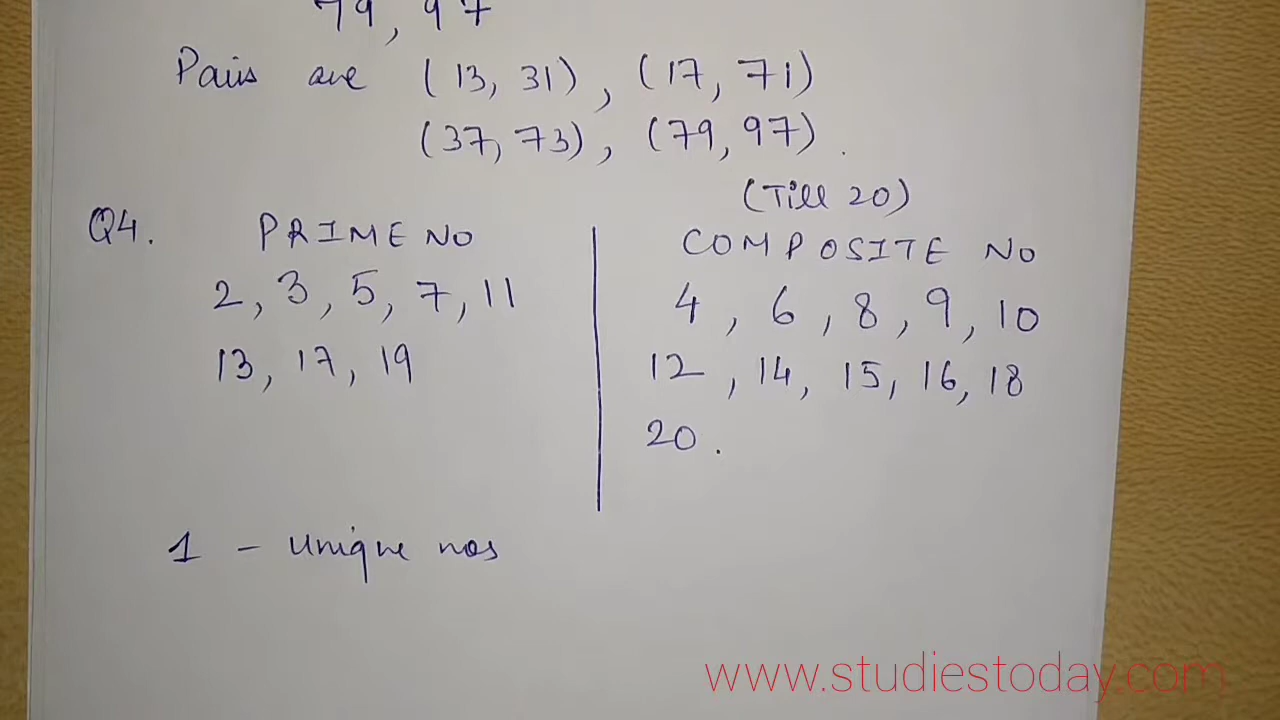 79, 97
Pairs are (13, 31), (17, 71)
(37, 73), (79, 97).
(Till 20)
Q4. PRIME NO COMPOSITE NO
2, 3, 5, 7, 11 4, 6, 8, 9, 10
13, 17, 19 12, 14, 15, 16, 18
20.
1 - Unique nos
www.studiestoday.com